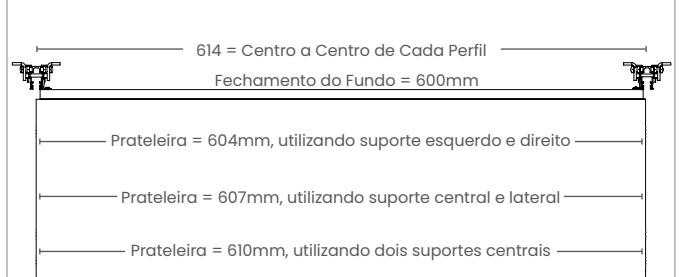 614 = Centro a Centro de Cada Perfil
Fechamento do Fundo = 600mm
Prateleira = 604mm, utilizando suporte esquerdo e direito
Prateleira = 607mm, utilizando suporte central e lateral
Prateleira = 610mm, utilizando dois suportes centrais